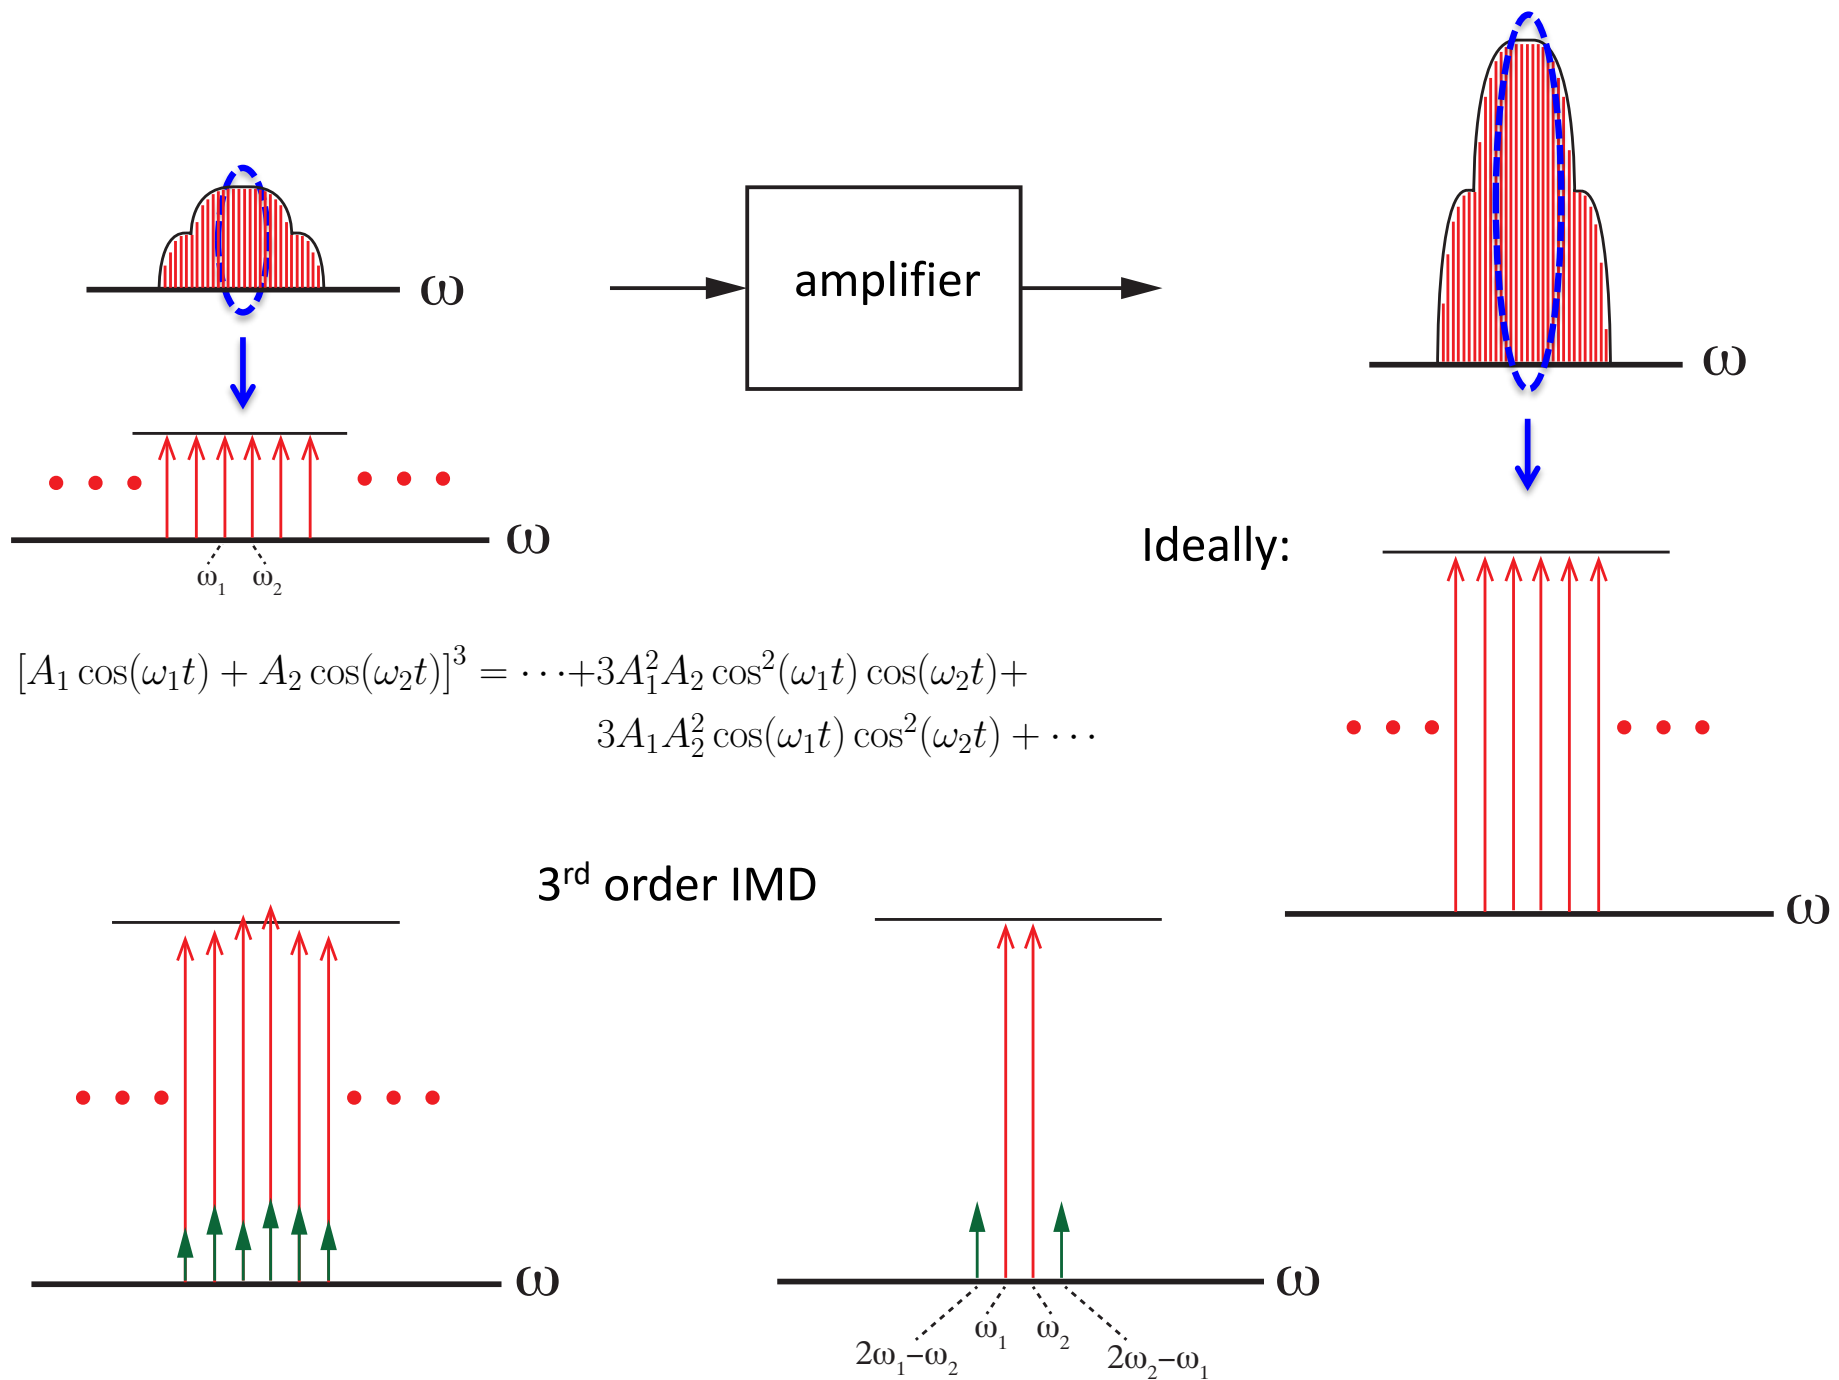 amplifier
ω
ω
ω
ω₁ ω₂
Ideally:
[A₁ cos(ω₁t) + A₂ cos(ω₂t)]³ = ⋯+3A₁²A₂ cos²(ω₁t) cos(ω₂t)+
3A₁A₂² cos(ω₁t) cos²(ω₂t) + ⋯
3rd order IMD
ω
ω
ω
ω₁ ω₂
2ω₁−ω₂ 2ω₂−ω₁